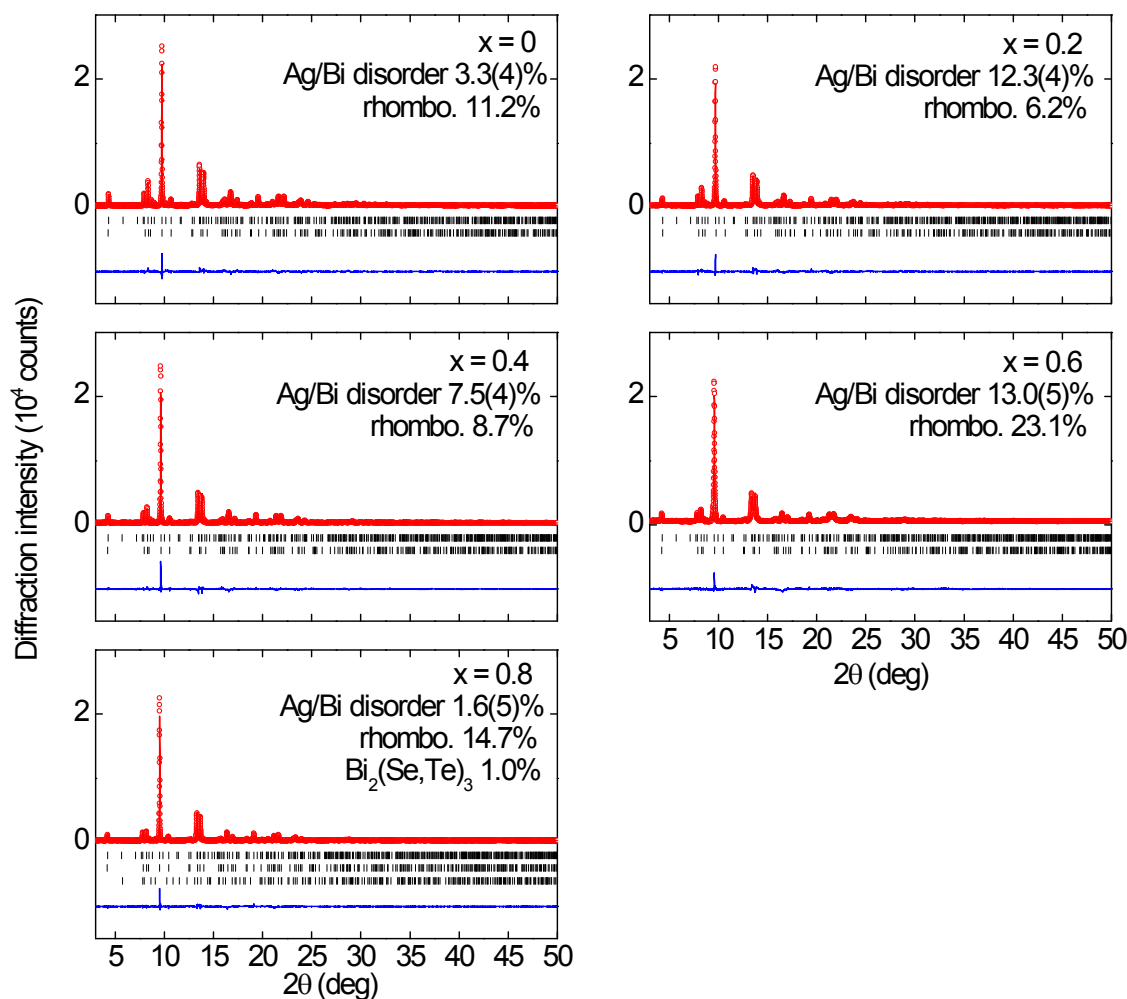 Diffraction intensity (10⁴ counts)
x = 0
Ag/Bi disorder 3.3(4)%
rhombo. 11.2%
2
0
x = 0.2
Ag/Bi disorder 12.3(4)%
rhombo. 6.2%
2
0
x = 0.4
Ag/Bi disorder 7.5(4)%
rhombo. 8.7%
2
0
x = 0.6
Ag/Bi disorder 13.0(5)%
rhombo. 23.1%
2
0
5 10 15 20 25 30 35 40 45 50
2θ (deg)
x = 0.8
Ag/Bi disorder 1.6(5)%
rhombo. 14.7%
Bi₂(Se,Te)₃ 1.0%
2
0
5 10 15 20 25 30 35 40 45 50
2θ (deg)